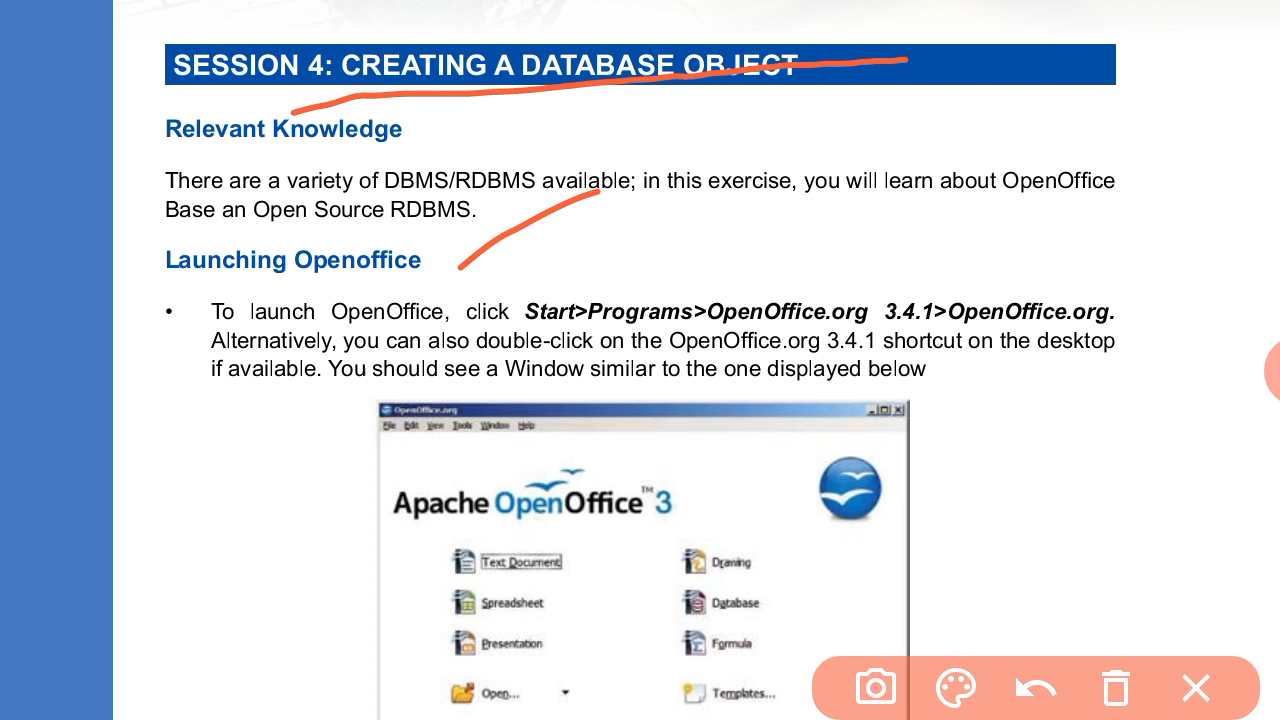 SESSION 4: CREATING A DATABASE OBJECT
Relevant Knowledge
There are a variety of DBMS/RDBMS available; in this exercise, you will learn about OpenOffice
Base an Open Source RDBMS.
Launching Openoffice
• To launch OpenOffice, click Start>Programs>OpenOffice.org 3.4.1>OpenOffice.org.
Alternatively, you can also double-click on the OpenOffice.org 3.4.1 shortcut on the desktop
if available. You should see a Window similar to the one displayed below
OpenOffice.org
File Edit View Tools Window Help
Apache OpenOffice™ 3
Text Document
Drawing
Spreadsheet
Database
Presentation
Formula
Open...
Templates...